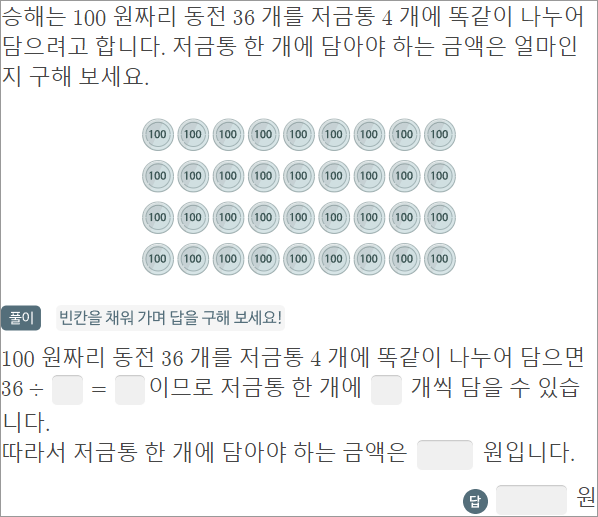 승해는 100 원짜리 동전 36 개를 저금통 4 개에 똑같이 나누어
담으려고 합니다. 저금통 한 개에 담아야 하는 금액은 얼마인
지 구해 보세요.
100 100 100 100 100 100 100 100 100
100 100 100 100 100 100 100 100 100
100 100 100 100 100 100 100 100 100
100 100 100 100 100 100 100 100 100
풀이 빈칸을 채워 가며 답을 구해 보세요!
100 원짜리 동전 36 개를 저금통 4 개에 똑같이 나누어 담으면
36 ÷ = 이므로 저금통 한 개에 개씩 담을 수 있습
니다.
따라서 저금통 한 개에 담아야 하는 금액은 원입니다.
답 원